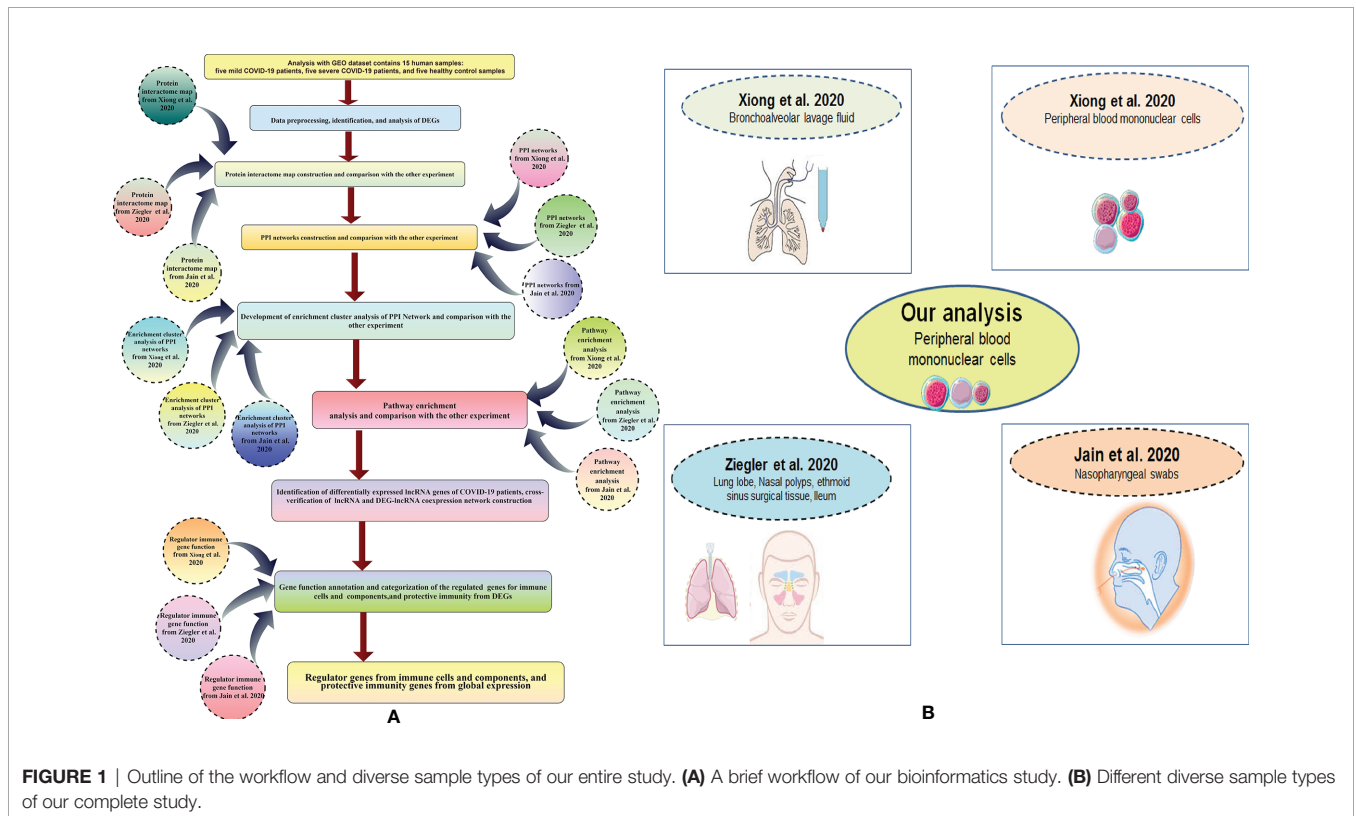 Analysis with GEO dataset contains 15 human samples:
five mild COVID-19 patients, five severe COVID-19 patients, and five healthy control samples
Protein
interactome map
from Xiong et al.
2020
Data preprocessing, identification, and analysis of DEGs
Protein interactome map construction and comparison with the other experiment
Protein
interactome map
from Ziegler et al.
2020
PPI networks
from Xiong et al.
2020
PPI networks
from Ziegler et al.
2020
PPI networks construction and comparison with the other experiment
Protein
interactome map
from Jain et al.
2020
PPI networks from
Jain et al. 2020
Development of enrichment cluster analysis of PPI Network and comparison with the
other experiment
Enrichment cluster
analysis of PPI
networks
from Xiong et al.
2020
Pathway
enrichment
analysis
from Xiong et al.
2020
Enrichment cluster
analysis of PPI
networks
from Ziegler et al.
2020
Enrichment cluster
analysis of PPI
networks
from Jain et al.
2020
Pathway enrichment
analysis and comparison with the other experiment
Pathway
enrichment
analysis
from Ziegler et al.
2020
Pathway
enrichment
analysis
from Jain et al.
2020
Identification of differentially expressed lncRNA genes of COVID-19 patients, cross-
verification of lncRNA and DEG-lncRNA coexpression network construction
Regulator immune
gene function
from Xiong et al.
2020
Gene function annotation and categorization of the regulated genes for immune
cells and components,and protective immunity from DEGs
Regulator immune
gene function
from Ziegler et al.
2020
Regulator immune
gene function
from Jain et al. 2020
Regulator genes from immune cells and components, and
protective immunity genes from global expression
A
Xiong et al. 2020
Bronchoalveolar lavage fluid
Xiong et al. 2020
Peripheral blood mononuclear cells
Our analysis
Peripheral blood
mononuclear cells
Ziegler et al. 2020
Lung lobe, Nasal polyps, ethmoid
sinus surgical tissue, Ileum
Jain et al. 2020
Nasopharyngeal swabs
B
FIGURE 1 | Outline of the workflow and diverse sample types of our entire study. (A) A brief workflow of our bioinformatics study. (B) Different diverse sample types
of our complete study.